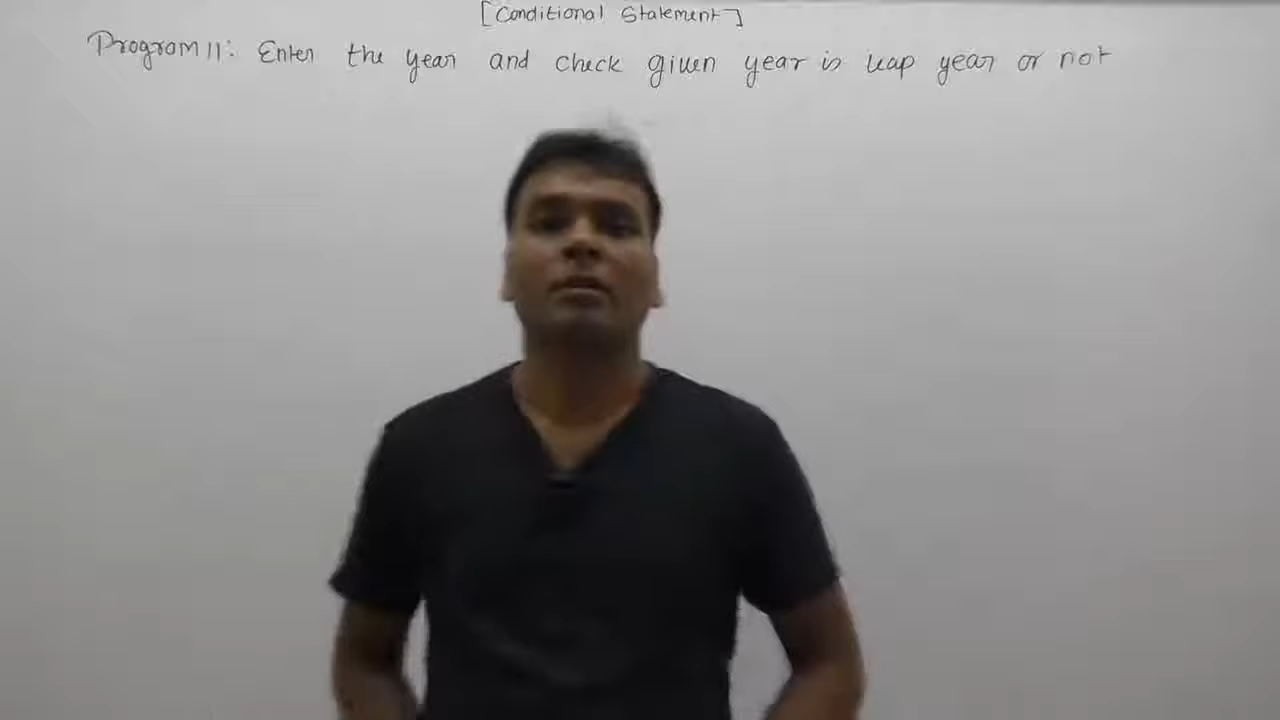 [Conditional Statement]
Program 11: Enter the year and check given year is leap year or not